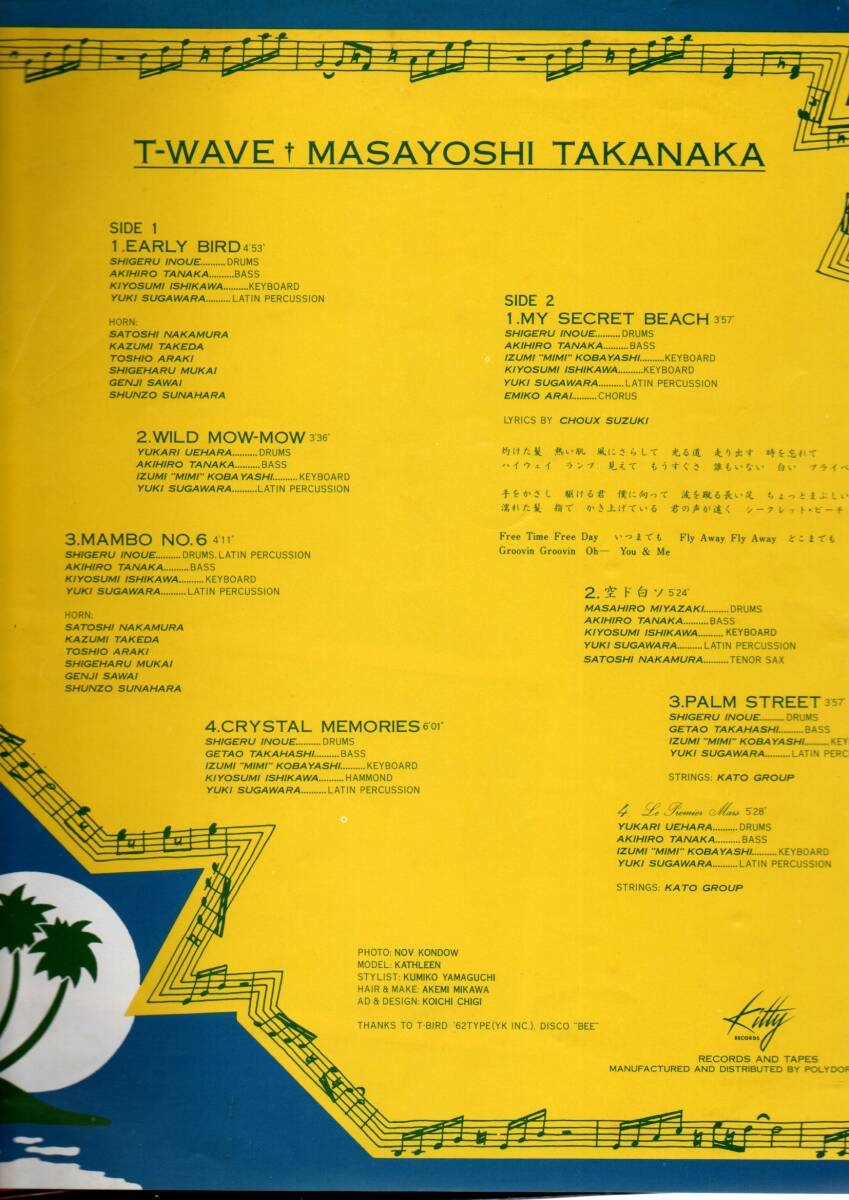 T-WAVE † MASAYOSHI TAKANAKA
SIDE 1
1.EARLY BIRD 4'53"
SHIGERU INOUE..........DRUMS
AKIHIRO TANAKA..........BASS
KIYOSUMI ISHIKAWA..........KEYBOARD
YUKI SUGAWARA..........LATIN PERCUSSION
HORN:
SATOSHI NAKAMURA
KAZUMI TAKEDA
TOSHIO ARAKI
SHIGEHARU MUKAI
GENJI SAWAI
SHUNZO SUNAHARA
2.WILD MOW-MOW 3'36"
YUKARI UEHARA..........DRUMS
AKIHIRO TANAKA..........BASS
IZUMI "MIMI" KOBAYASHI..........KEYBOARD
YUKI SUGAWARA..........LATIN PERCUSSION
3.MAMBO NO.6 4'11"
SHIGERU INOUE..........DRUMS, LATIN PERCUSSION
AKIHIRO TANAKA..........BASS
KIYOSUMI ISHIKAWA..........KEYBOARD
YUKI SUGAWARA..........LATIN PERCUSSION
HORN:
SATOSHI NAKAMURA
KAZUMI TAKEDA
TOSHIO ARAKI
SHIGEHARU MUKAI
GENJI SAWAI
SHUNZO SUNAHARA
4.CRYSTAL MEMORIES 6'01"
SHIGERU INOUE..........DRUMS
GETAO TAKAHASHI..........BASS
IZUMI "MIMI" KOBAYASHI..........KEYBOARD
KIYOSUMI ISHIKAWA..........HAMMOND
YUKI SUGAWARA..........LATIN PERCUSSION
SIDE 2
1.MY SECRET BEACH 3'57"
SHIGERU INOUE..........DRUMS
AKIHIRO TANAKA..........BASS
IZUMI "MIMI" KOBAYASHI..........KEYBOARD
KIYOSUMI ISHIKAWA..........KEYBOARD
YUKI SUGAWARA..........LATIN PERCUSSION
EMIKO ARAI..........CHORUS
LYRICS BY CHOUX SUZUKI
灼けた髪 熱い肌 風にさらして 光る道 走り出す 時を忘れて
ハイウェイ ランプ 見えて もうすぐさ 誰もいない 白い プライベ
手をかざし 駆ける君 僕に向って 波を蹴る長い足 ちょっとまぶしい
濡れた髪 指で かき上げている 君の声が遠く シークレット・ビーチ
Free Time Free Day いつまでも Fly Away Fly Away どこまでも
Groovin Groovin Oh— You & Me
2.空ド白ソ 5'24"
MASAHIRO MIYAZAKI..........DRUMS
AKIHIRO TANAKA..........BASS
KIYOSUMI ISHIKAWA..........KEYBOARD
YUKI SUGAWARA..........LATIN PERCUSSION
SATOSHI NAKAMURA..........TENOR SAX
3.PALM STREET 3'57"
SHIGERU INOUE..........DRUMS
GETAO TAKAHASHI..........BASS
IZUMI "MIMI" KOBAYASHI..........KEY
YUKI SUGAWARA..........LATIN PERC
STRINGS: KATO GROUP
4. Le Premier Mars 5'28"
YUKARI UEHARA..........DRUMS
AKIHIRO TANAKA..........BASS
IZUMI "MIMI" KOBAYASHI..........KEYBOARD
YUKI SUGAWARA..........LATIN PERCUSSION
STRINGS: KATO GROUP
PHOTO: NOV KONDOW
MODEL: KATHLEEN
STYLIST: KUMIKO YAMAGUCHI
HAIR & MAKE: AKEMI MIKAWA
AD & DESIGN: KOICHI CHIGI
THANKS TO T-BIRD '62TYPE(YK INC.), DISCO "BEE"
Kitty
RECORDS
RECORDS AND TAPES
MANUFACTURED AND DISTRIBUTED BY POLYDOR